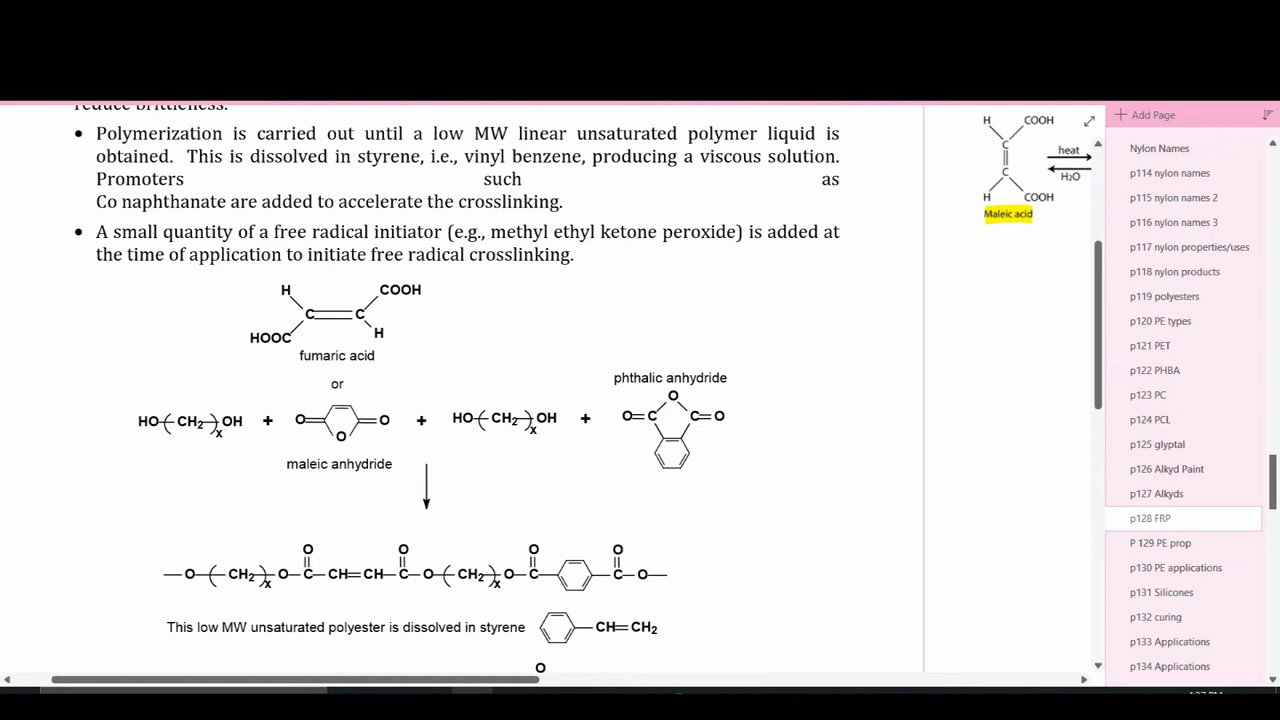 reduce brittleness.
• Polymerization is carried out until a low MW linear unsaturated polymer liquid is
obtained. This is dissolved in styrene, i.e., vinyl benzene, producing a viscous solution.
Promoters such as
Co naphthanate are added to accelerate the crosslinking.
• A small quantity of a free radical initiator (e.g., methyl ethyl ketone peroxide) is added at
the time of application to initiate free radical crosslinking.
H COOH
C C
HOOC H
fumaric acid
or
phthalic anhydride
O
HO CH2 OH + O O + HO CH2 OH + O C C O
x O x
maleic anhydride
O O O O
O CH2 O C CH CH C O CH2 O C C O
x x
This low MW unsaturated polyester is dissolved in styrene CH CH2
O
H COOH
C
heat
C
H2O
H COOH
Maleic acid
+ Add Page
Nylon Names
p114 nylon names
p115 nylon names 2
p116 nylon names 3
p117 nylon properties/uses
p118 nylon products
p119 polyesters
p120 PE types
p121 PET
p122 PHBA
p123 PC
p124 PCL
p125 glyptal
p126 Alkyd Paint
p127 Alkyds
p128 FRP
P 129 PE prop
p130 PE applications
p131 Silicones
p132 curing
p133 Applications
p134 Applications